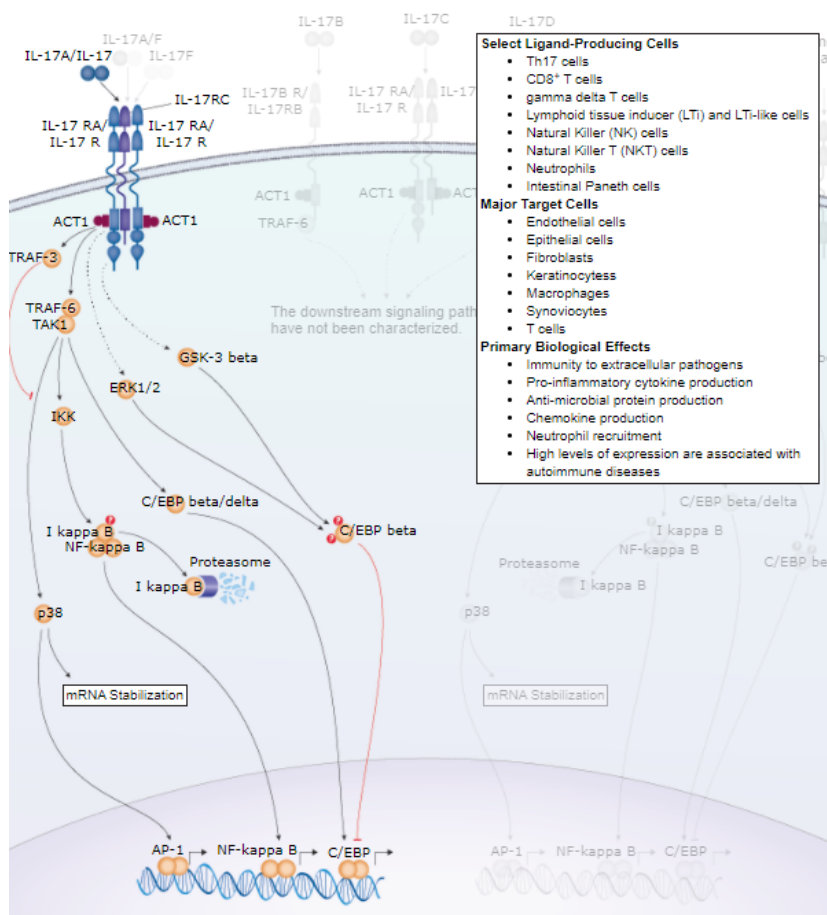 IL-17B
IL-17C
IL-17D
IL-17A/F
IL-17A/IL-17
IL-17F
IL-17RC
IL-17 RA/
IL-17 R
IL-17 RA/
IL-17 R
IL-17B R/
IL-17RB
IL-17 RA/
IL-17 R
IL-17
ACT1
ACT1
ACT1
ACT1
ACT
TRAF-6
TRAF-3
TRAF-6
TAK1
The downstream signaling path
have not been characterized.
GSK-3 beta
ERK1/2
IKK
C/EBP beta/delta
I kappa B
NF-kappa B
C/EBP beta
Proteasome
I kappa B
p38
mRNA Stabilization
AP-1
NF-kappa B
C/EBP
Select Ligand-Producing Cells
• Th17 cells
• CD8⁺ T cells
• gamma delta T cells
• Lymphoid tissue inducer (LTi) and LTi-like cells
• Natural Killer (NK) cells
• Natural Killer T (NKT) cells
• Neutrophils
• Intestinal Paneth cells
Major Target Cells
• Endothelial cells
• Epithelial cells
• Fibroblasts
• Keratinocytess
• Macrophages
• Synoviocytes
• T cells
Primary Biological Effects
• Immunity to extracellular pathogens
• Pro-inflammatory cytokine production
• Anti-microbial protein production
• Chemokine production
• Neutrophil recruitment
• High levels of expression are associated with
autoimmune diseases
C/EBP beta/delta
I kappa B
NF-kappa B
C/EBP be
Proteasome
I kappa B
p38
mRNA Stabilization
AP-1
NF-kappa B
C/EBP